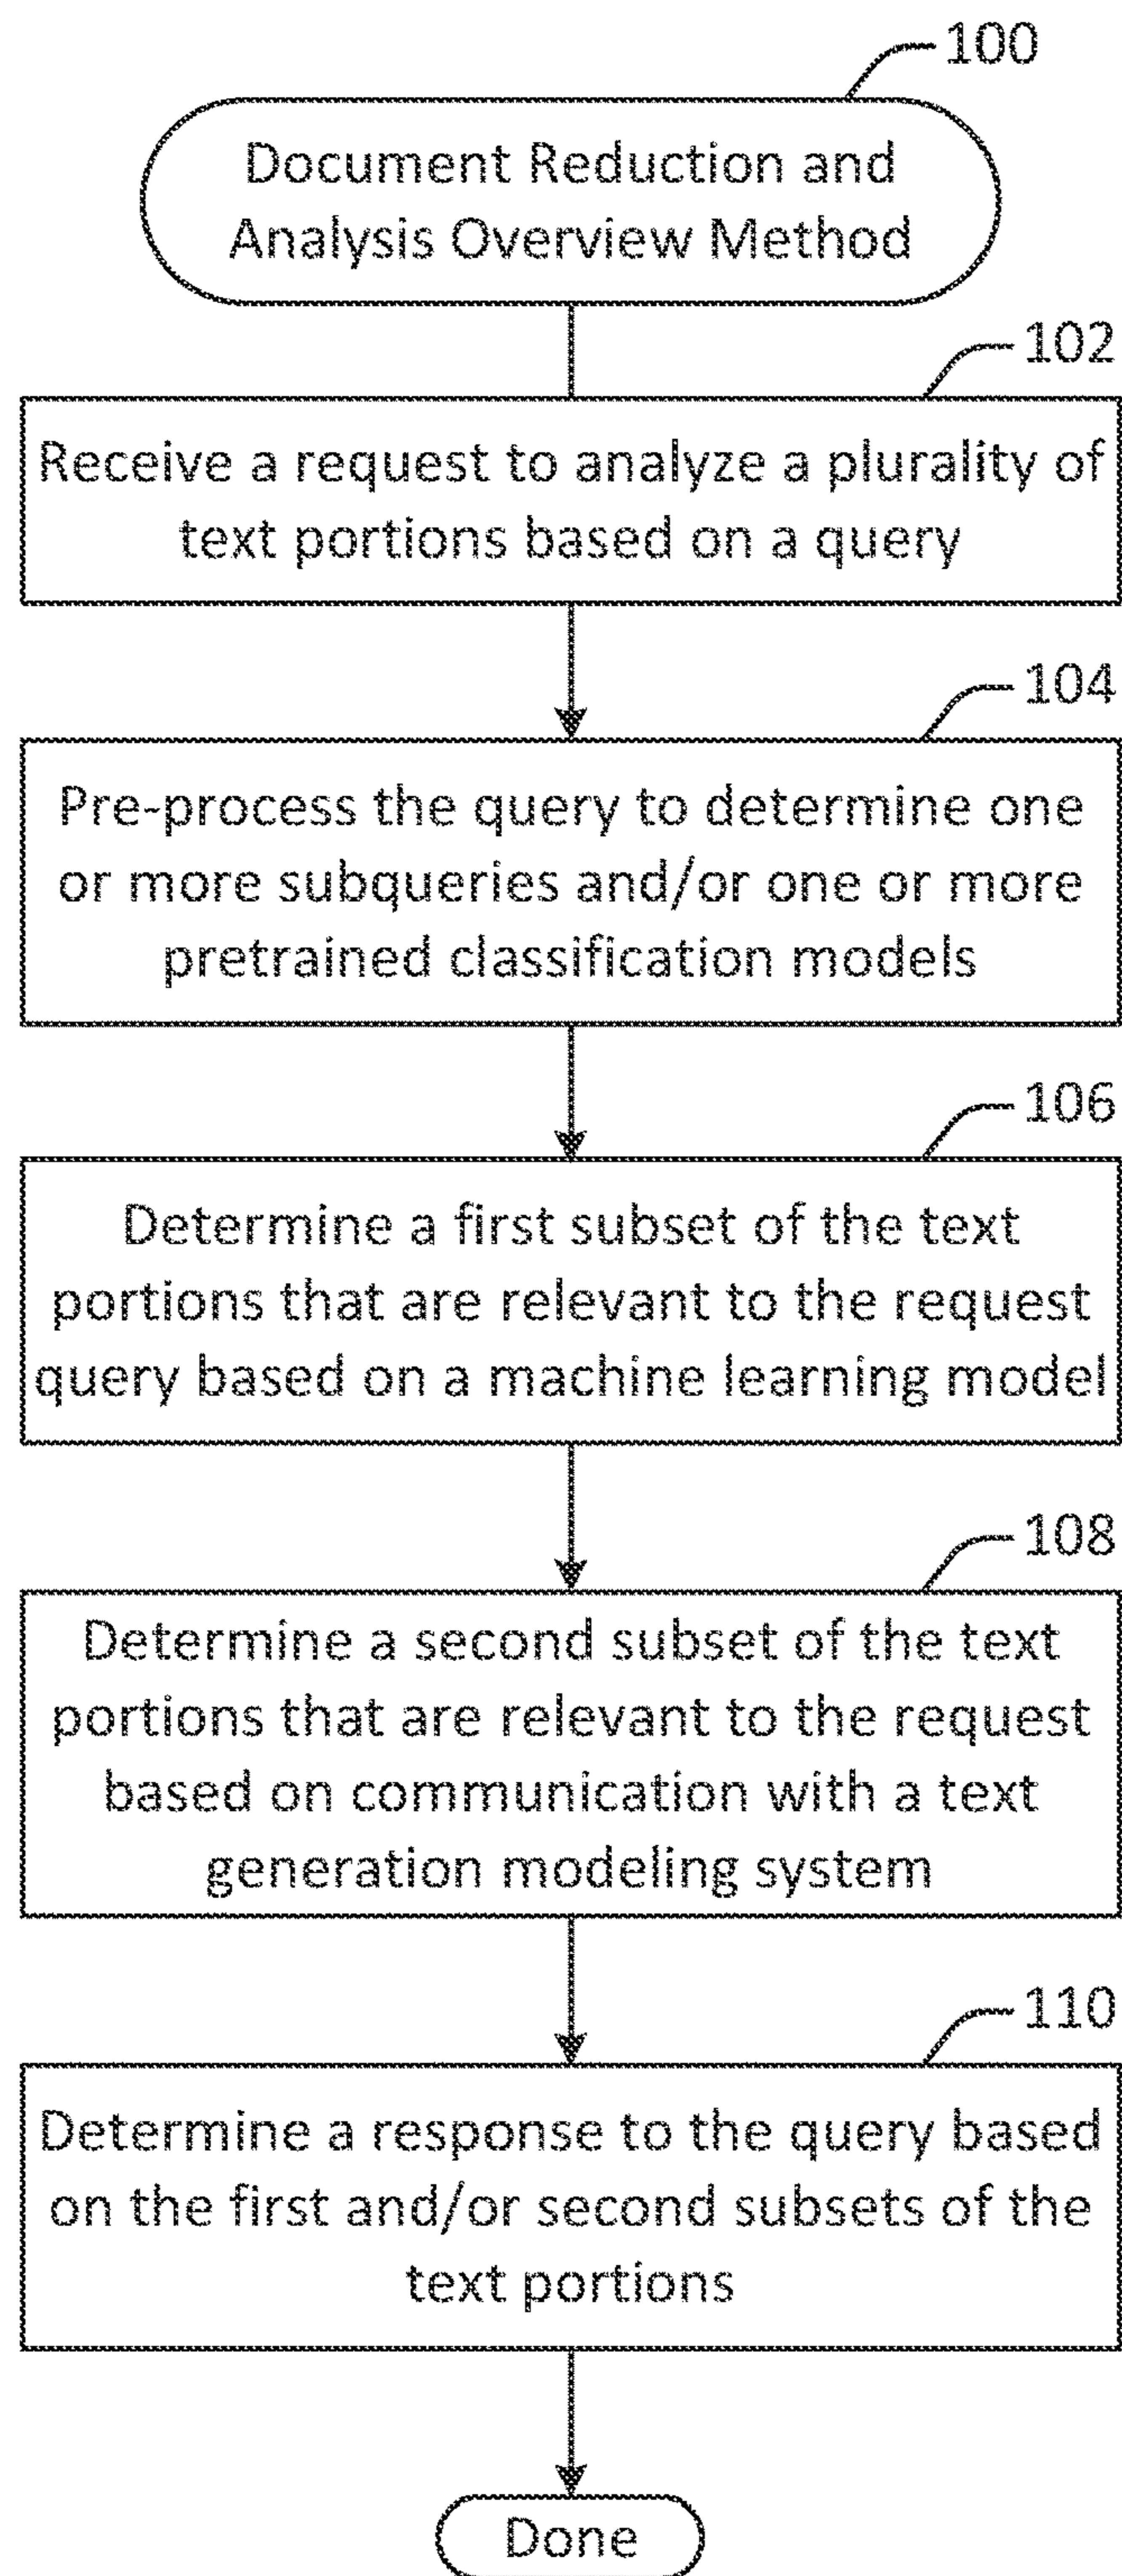 100
Document Reduction and
Analysis Overview Method
102
Receive a request to analyze a plurality of
text portions based on a query
104
Pre-process the query to determine one
or more subqueries and/or one or more
pretrained classification models
106
Determine a first subset of the text
portions that are relevant to the request
query based on a machine learning model
108
Determine a second subset of the text
portions that are relevant to the request
based on communication with a text
generation modeling system
110
Determine a response to the query based
on the first and/or second subsets of the
text portions
Done